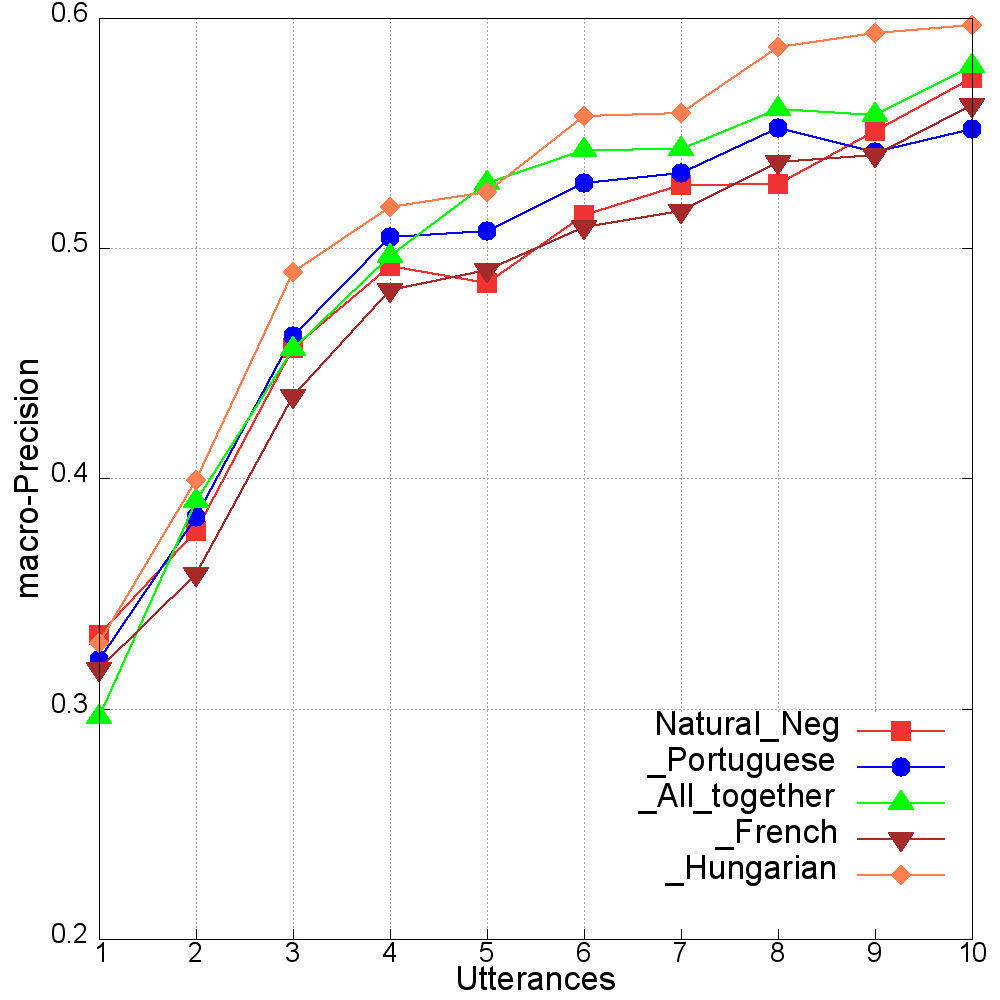 0.6
0.5
0.4
0.3
0.2
macro-Precision
Natural_Neg
_Portuguese
_All_together
_French
_Hungarian
1 2 3 4 5 6 7 8 9 10
Utterances